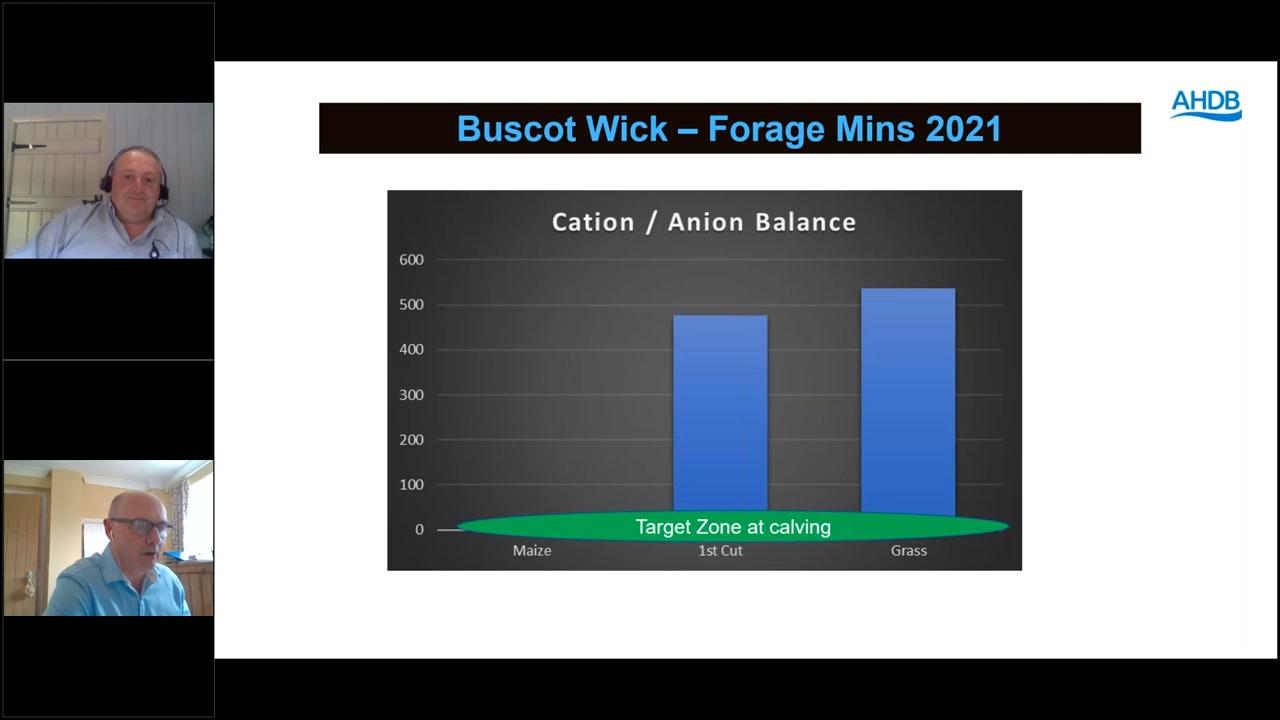 AHDB
Buscot Wick – Forage Mins 2021
Cation / Anion Balance
600
500
400
300
200
100
0
Target Zone at calving
Maize
1st Cut
Grass